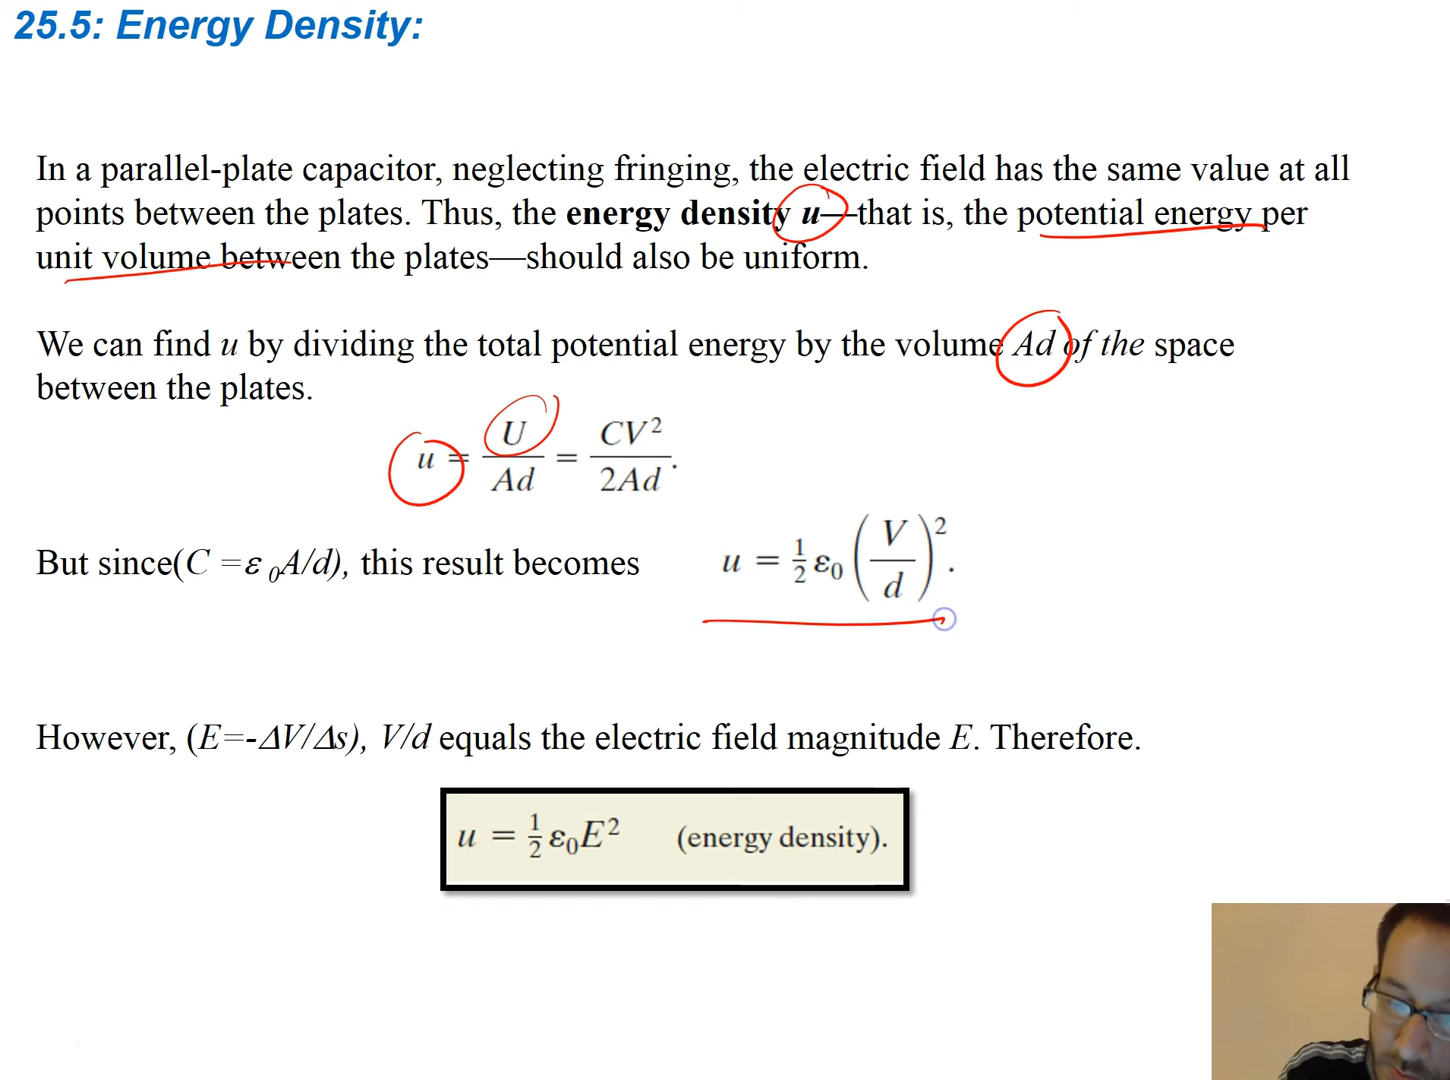 25.5: Energy Density:
In a parallel-plate capacitor, neglecting fringing, the electric field has the same value at all
points between the plates. Thus, the energy density u—that is, the potential energy per
unit volume between the plates—should also be uniform.
We can find u by dividing the total potential energy by the volume Ad of the space
between the plates.
u = U/Ad = CV²/2Ad.
But since(C =ε₀A/d), this result becomes u = ½ε₀(V/d)².
However, (E=-ΔV/Δs), V/d equals the electric field magnitude E. Therefore.
u = ½ε₀E² (energy density).